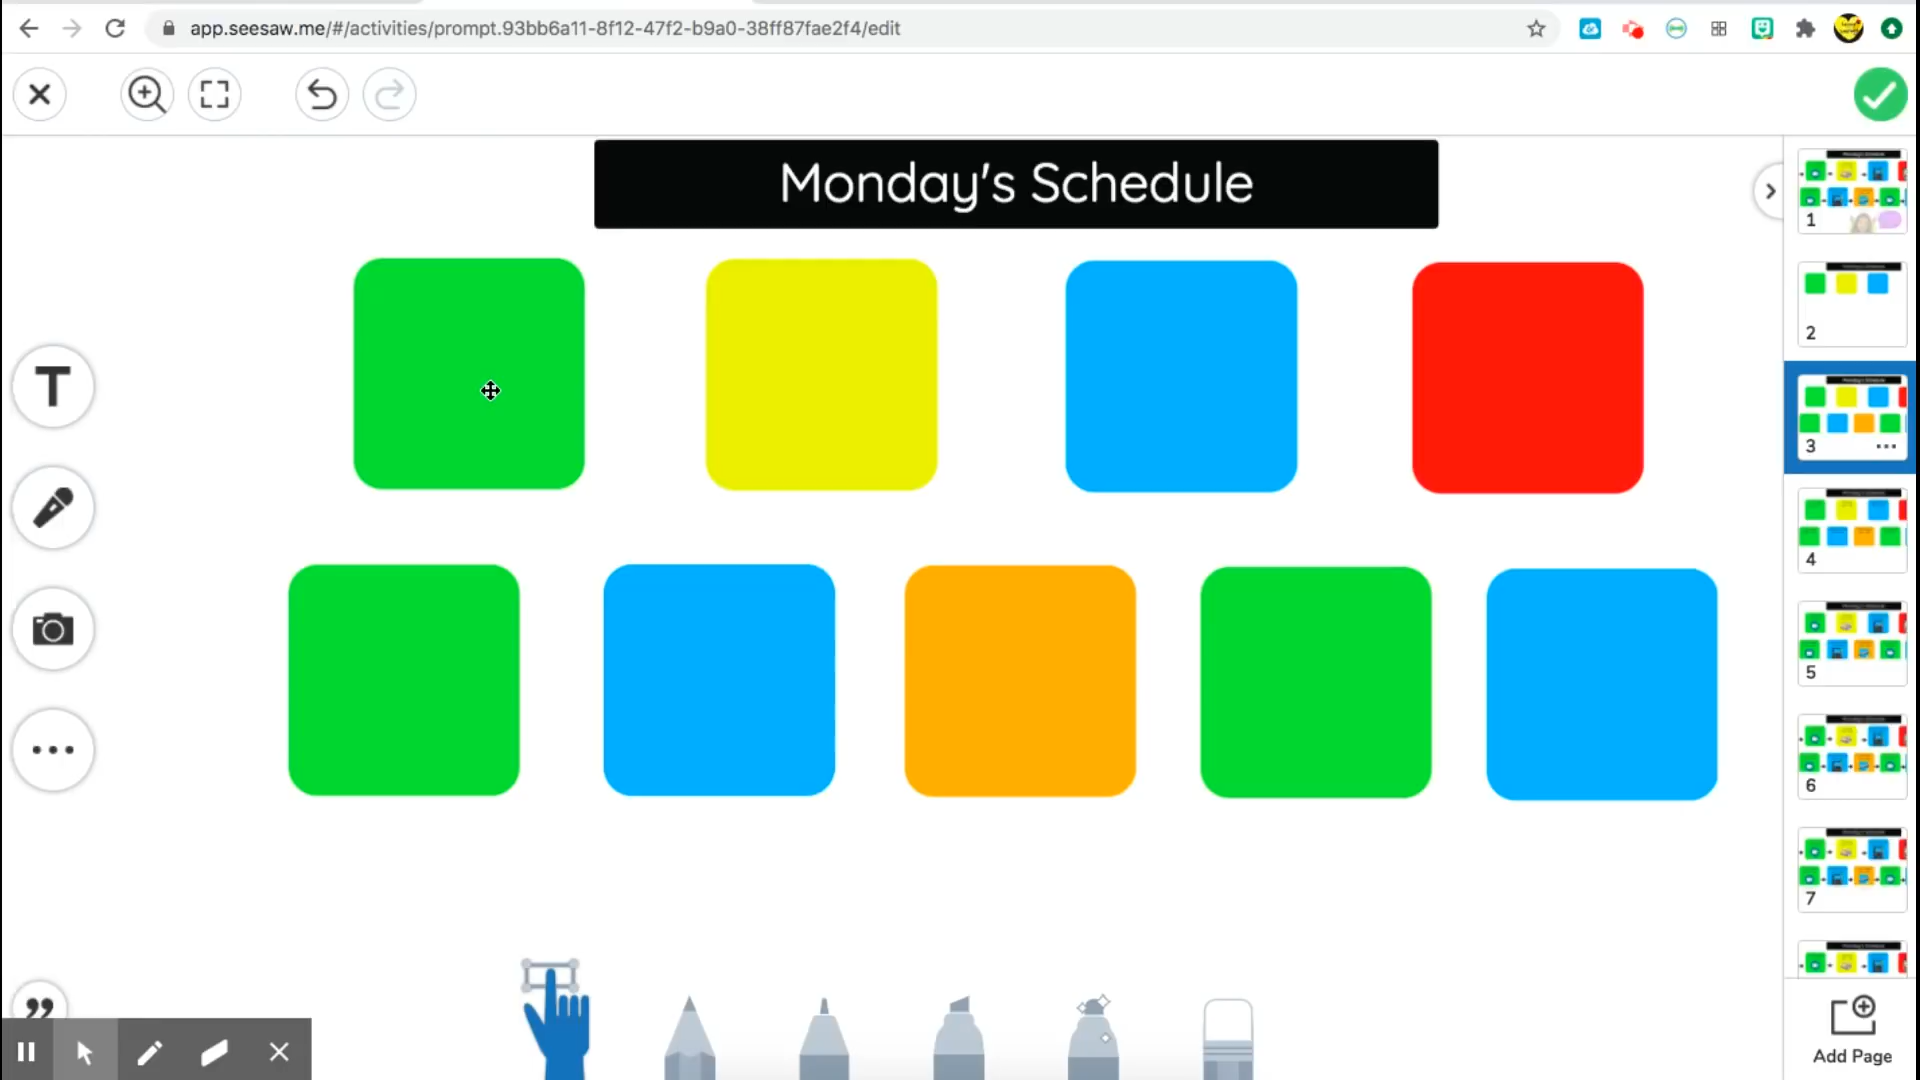 app.seesaw.me/#/activities/prompt.93bb6a11-8f12-47f2-b9a0-38ff87fae2f4/edit
Monday's Schedule
T
1
2
3
4
5
6
7
Add Page